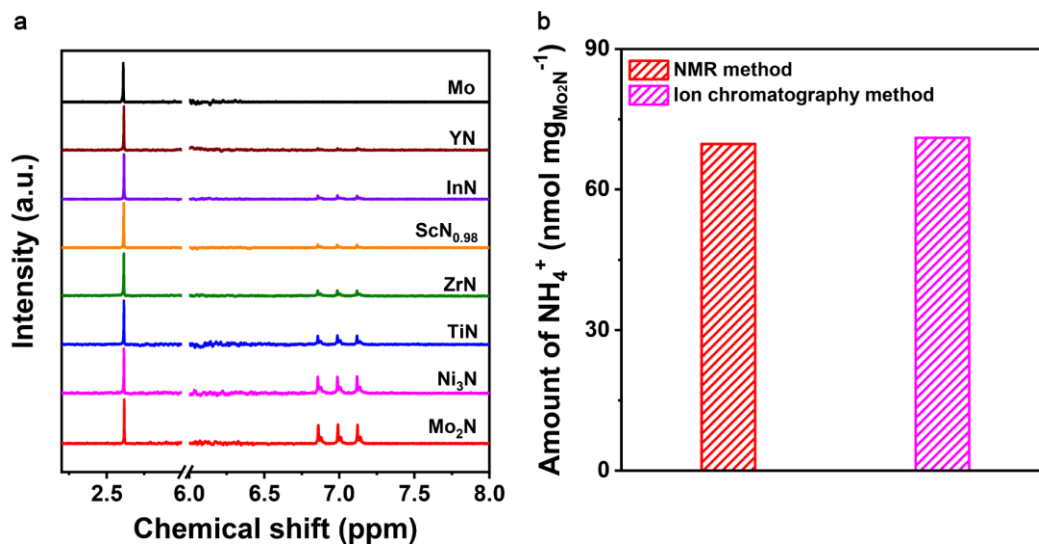 a
Intensity (a.u.)
Mo
YN
InN
ScN0.98
ZrN
TiN
Ni3N
Mo2N
2.5 6.0 6.5 7.0 7.5 8.0
Chemical shift (ppm)
b
Amount of NH4+ (nmol mgMo2N-1)
90
60
30
0
NMR method
Ion chromatography method